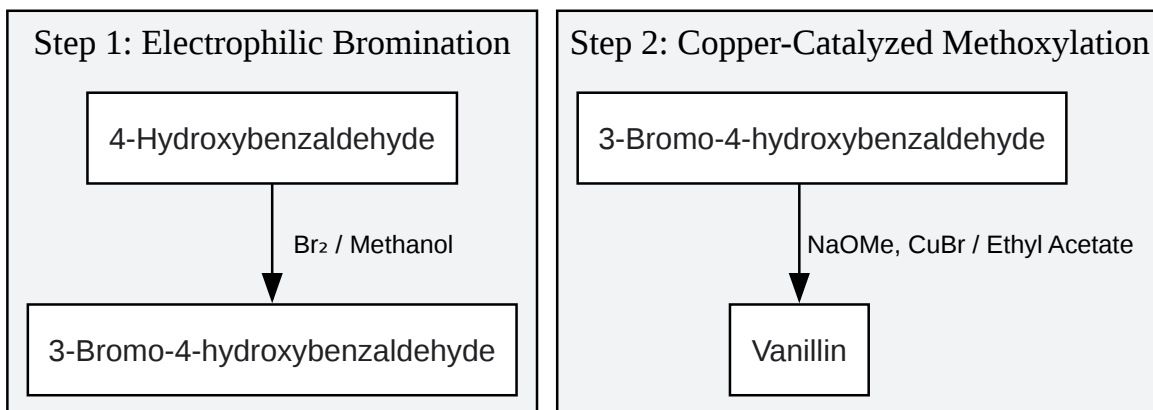 Step 1: Electrophilic Bromination
4-Hydroxybenzaldehyde
Br₂ / Methanol
3-Bromo-4-hydroxybenzaldehyde
Step 2: Copper-Catalyzed Methoxylation
3-Bromo-4-hydroxybenzaldehyde
NaOMe, CuBr / Ethyl Acetate
Vanillin